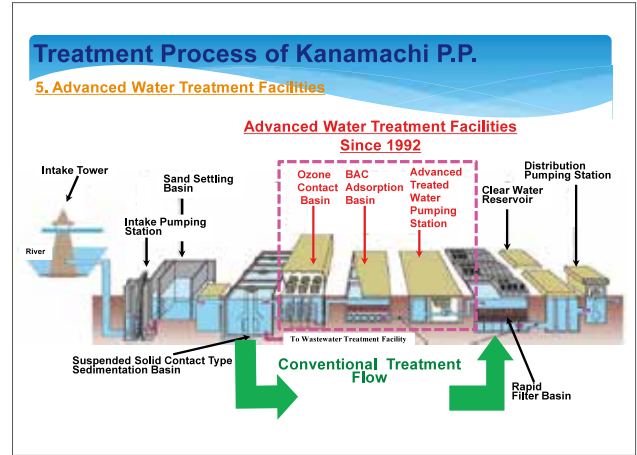 Treatment Process of Kanamachi P.P.
5. Advanced Water Treatment Facilities
Advanced Water Treatment Facilities
Since 1992
Intake Tower
Sand Settling
Basin
Intake Pumping
Station
River
Ozone
Contact
Basin
BAC
Adsorption
Basin
Advanced
Treated
Water
Pumping
Station
Distribution
Pumping Station
Clear Water
Reservoir
To Wastewater Treatment Facility
Suspended Solid Contact Type
Sedimentation Basin
Conventional Treatment
Flow
Rapid
Filter Basin